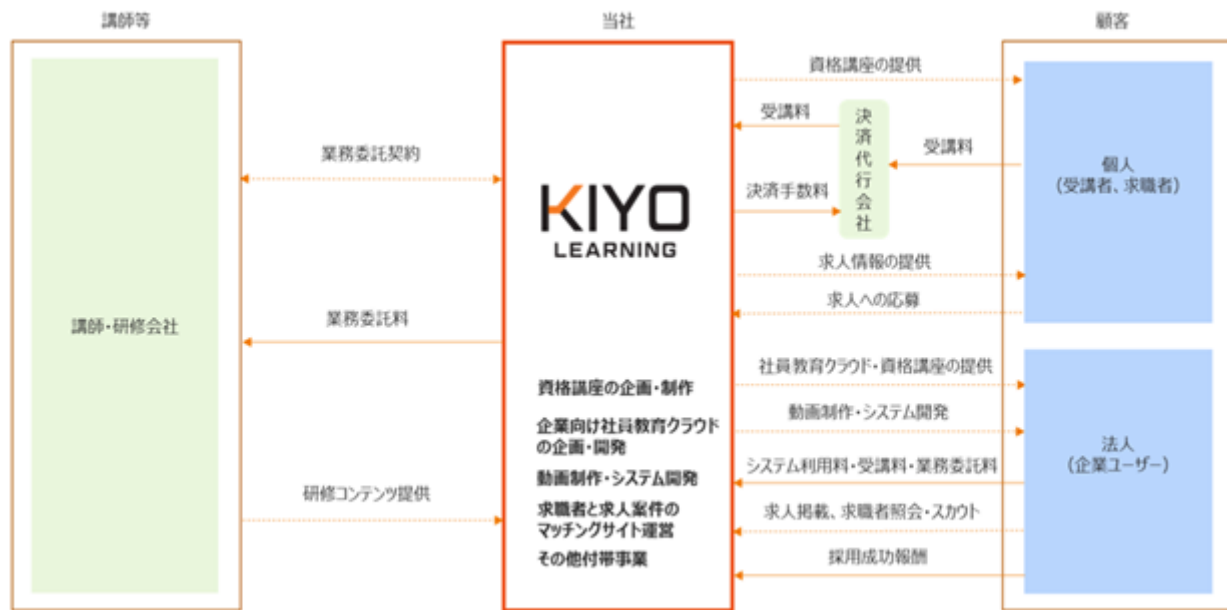 講師等
当社
顧客
講師・研修会社
業務委託契約
業務委託料
研修コンテンツ提供
KIYO
LEARNING
資格講座の企画・制作
企業向け社員教育クラウド
の企画・開発
動画制作・システム開発
求職者と求人案件の
マッチングサイト運営
その他付帯事業
資格講座の提供
受講料
決済代行会社
受講料
決済手数料
求人情報の提供
求人への応募
個人
（受講者、求職者）
社員教育クラウド・資格講座の提供
動画制作・システム開発
システム利用料・受講料・業務委託料
求人掲載、求職者照会・スカウト
採用成功報酬
法人
（企業ユーザー）